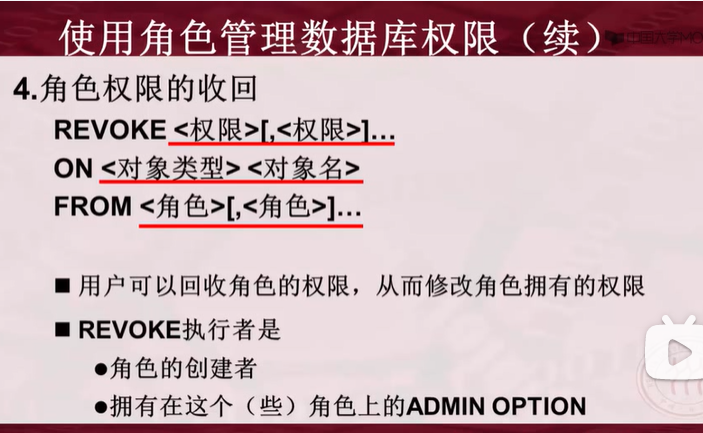 使用角色管理数据库权限（续）
4.角色权限的收回
REVOKE <权限>[,<权限>]…
ON <对象类型> <对象名>
FROM <角色>[,<角色>]…
■ 用户可以回收角色的权限，从而修改角色拥有的权限
■ REVOKE执行者是
●角色的创建者
●拥有在这个（些）角色上的ADMIN OPTION